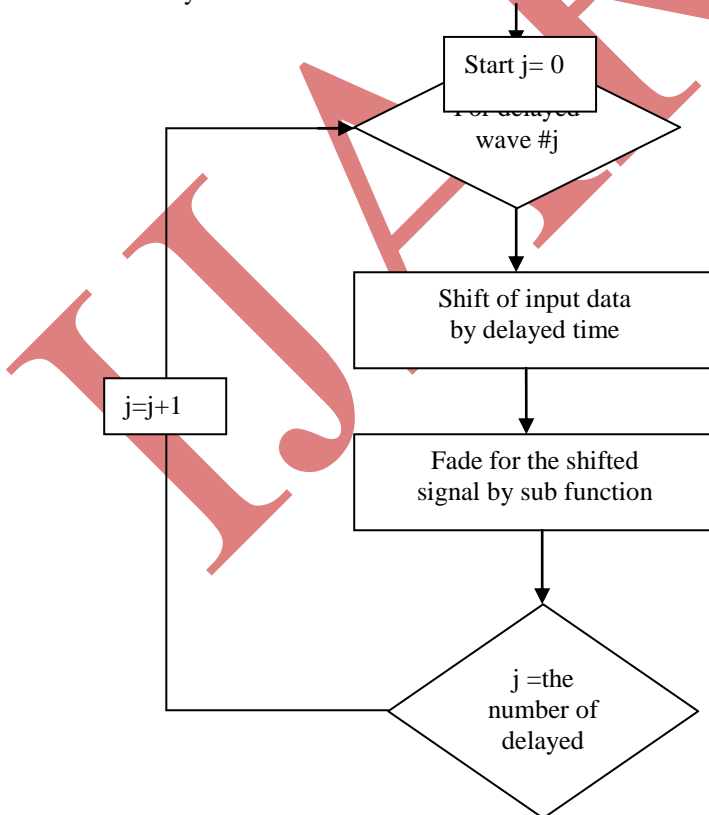 Start j= 0
wave #j
Shift of input data
by delayed time
j=j+1
Fade for the shifted
signal by sub function
j =the
number of
delayed